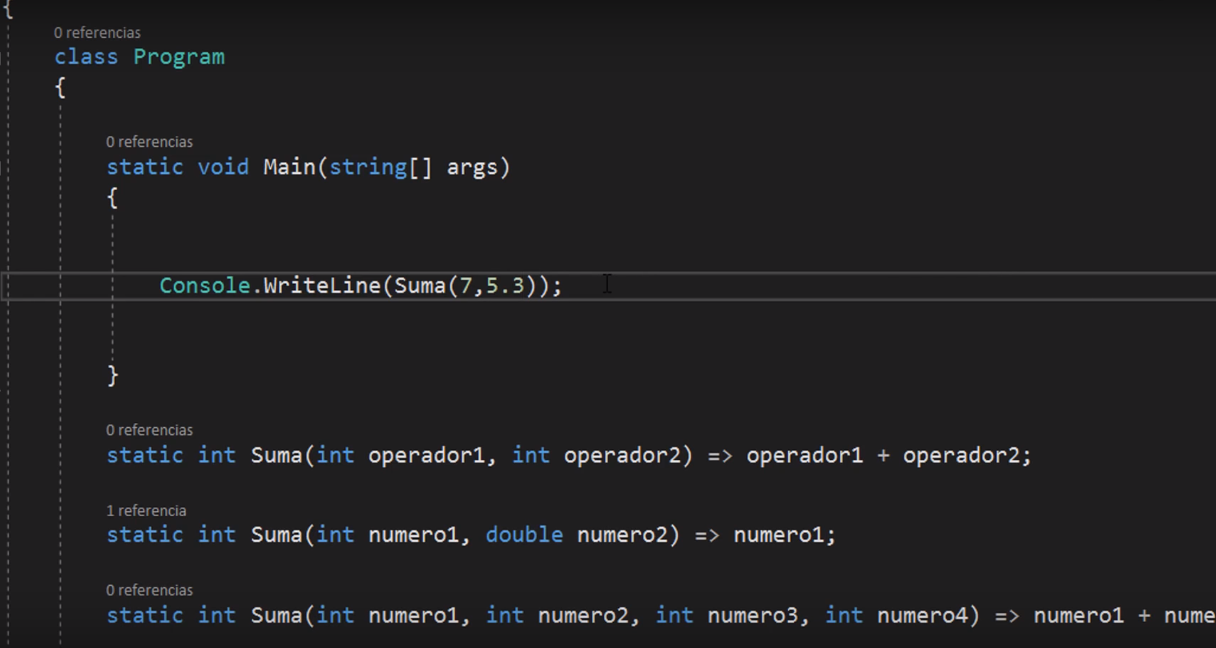 {
0 referencias
class Program
{
0 referencias
static void Main(string[] args)
{
Console.WriteLine(Suma(7,5.3));
}
0 referencias
static int Suma(int operador1, int operador2) => operador1 + operador2;
1 referencia
static int Suma(int numero1, double numero2) => numero1;
0 referencias
static int Suma(int numero1, int numero2, int numero3, int numero4) => numero1 + nume